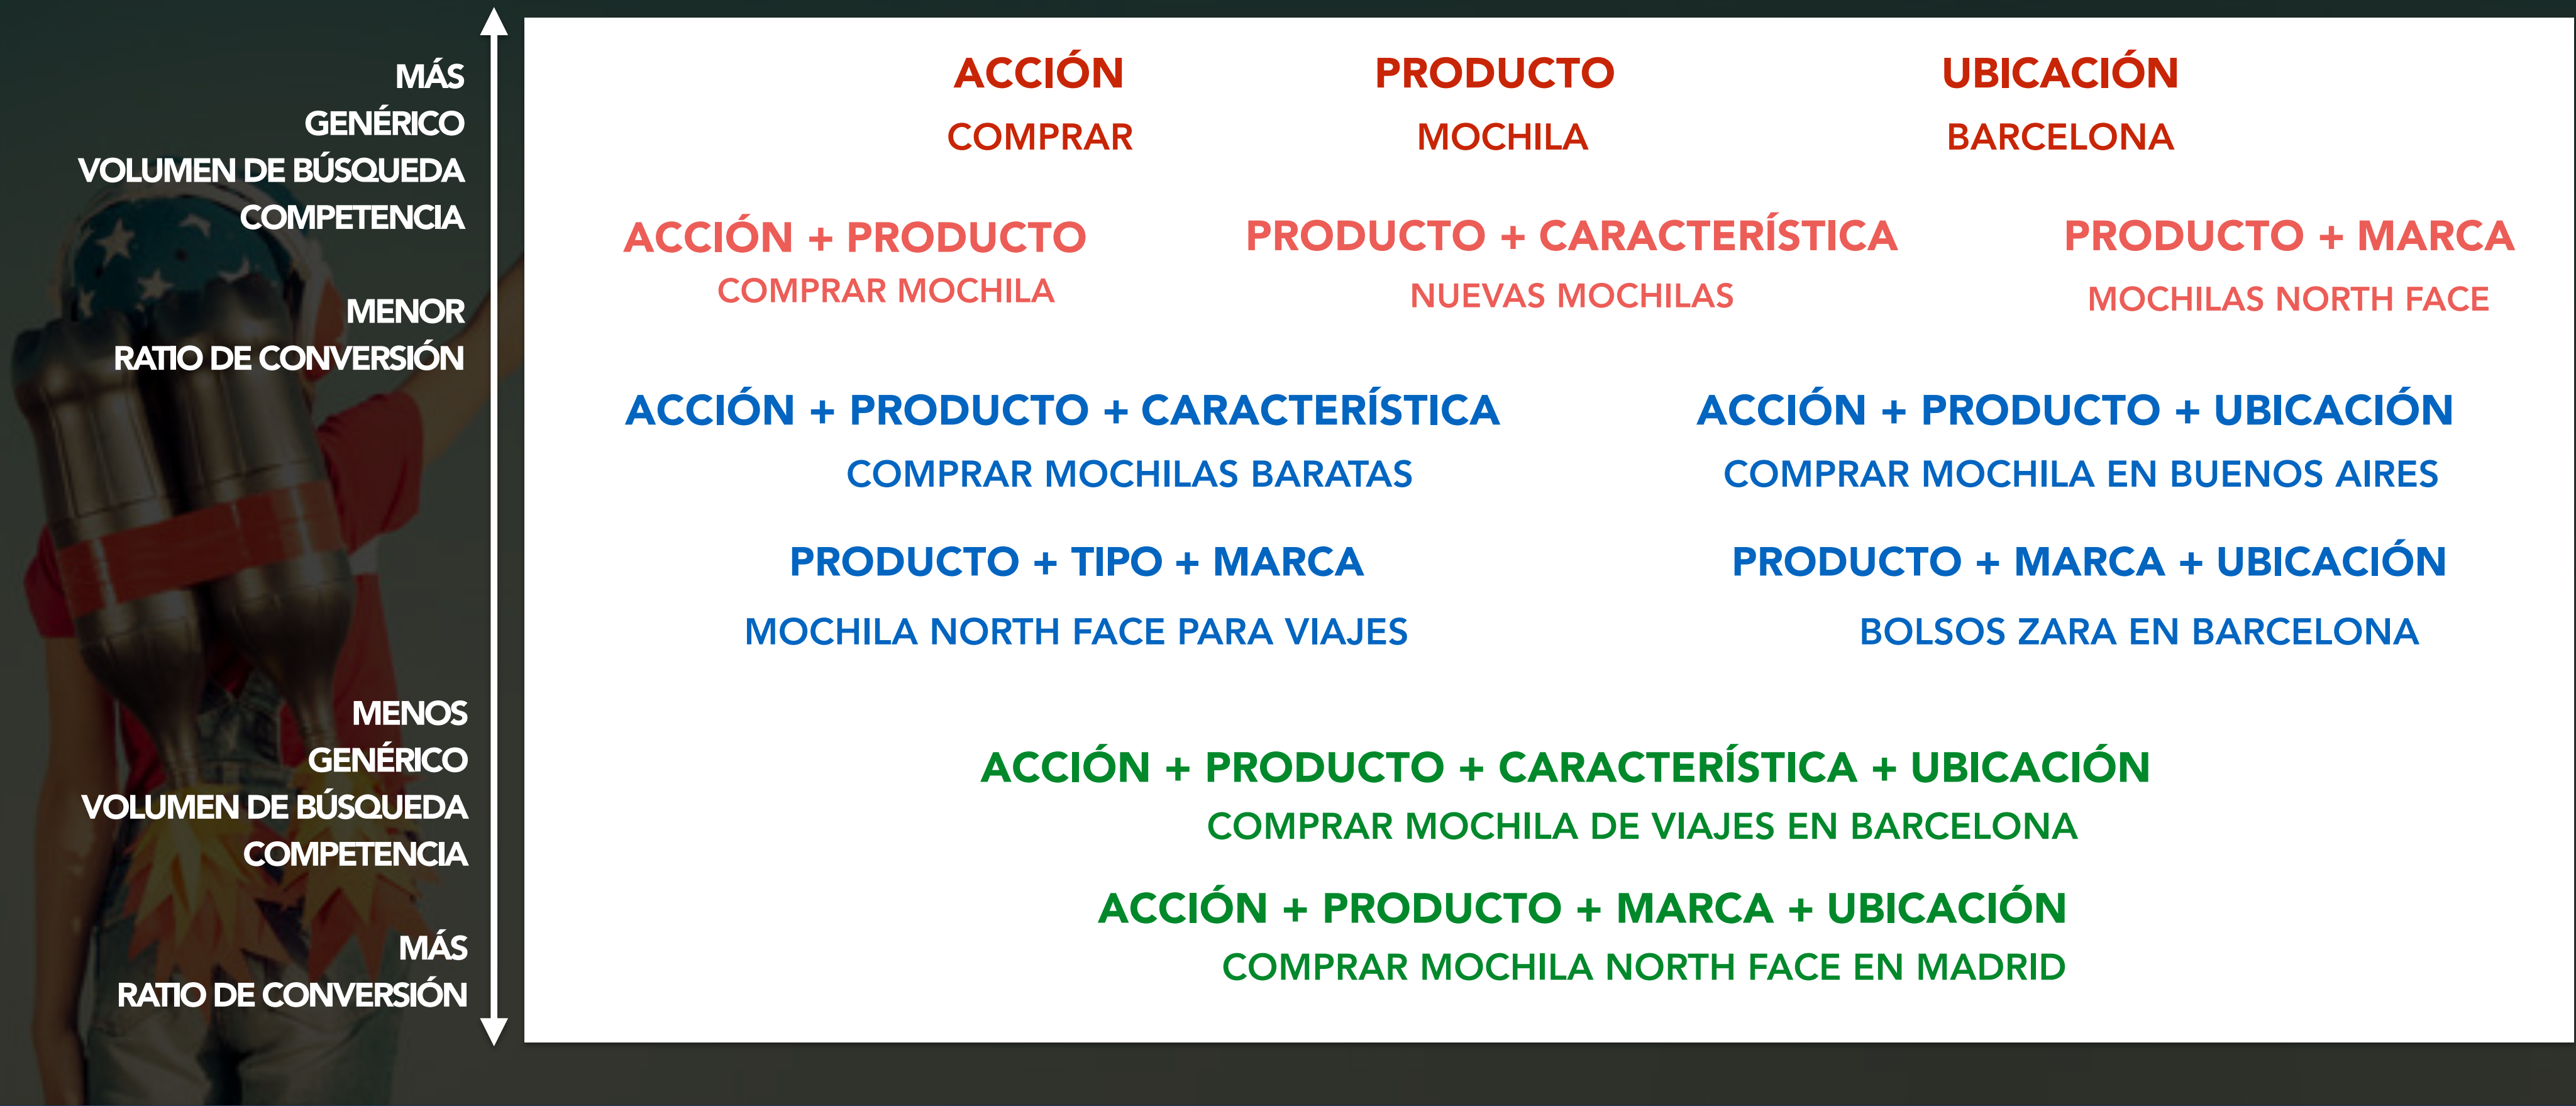 MÁS
GENÉRICO
VOLUMEN DE BÚSQUEDA
COMPETENCIA
MENOR
RATIO DE CONVERSIÓN
MENOS
GENÉRICO
VOLUMEN DE BÚSQUEDA
COMPETENCIA
MÁS
RATIO DE CONVERSIÓN
ACCIÓN
COMPRAR
PRODUCTO
MOCHILA
UBICACIÓN
BARCELONA
ACCIÓN + PRODUCTO
COMPRAR MOCHILA
PRODUCTO + CARACTERÍSTICA
NUEVAS MOCHILAS
PRODUCTO + MARCA
MOCHILAS NORTH FACE
ACCIÓN + PRODUCTO + CARACTERÍSTICA
COMPRAR MOCHILAS BARATAS
ACCIÓN + PRODUCTO + UBICACIÓN
COMPRAR MOCHILA EN BUENOS AIRES
PRODUCTO + TIPO + MARCA
MOCHILA NORTH FACE PARA VIAJES
PRODUCTO + MARCA + UBICACIÓN
BOLSOS ZARA EN BARCELONA
ACCIÓN + PRODUCTO + CARACTERÍSTICA + UBICACIÓN
COMPRAR MOCHILA DE VIAJES EN BARCELONA
ACCIÓN + PRODUCTO + MARCA + UBICACIÓN
COMPRAR MOCHILA NORTH FACE EN MADRID